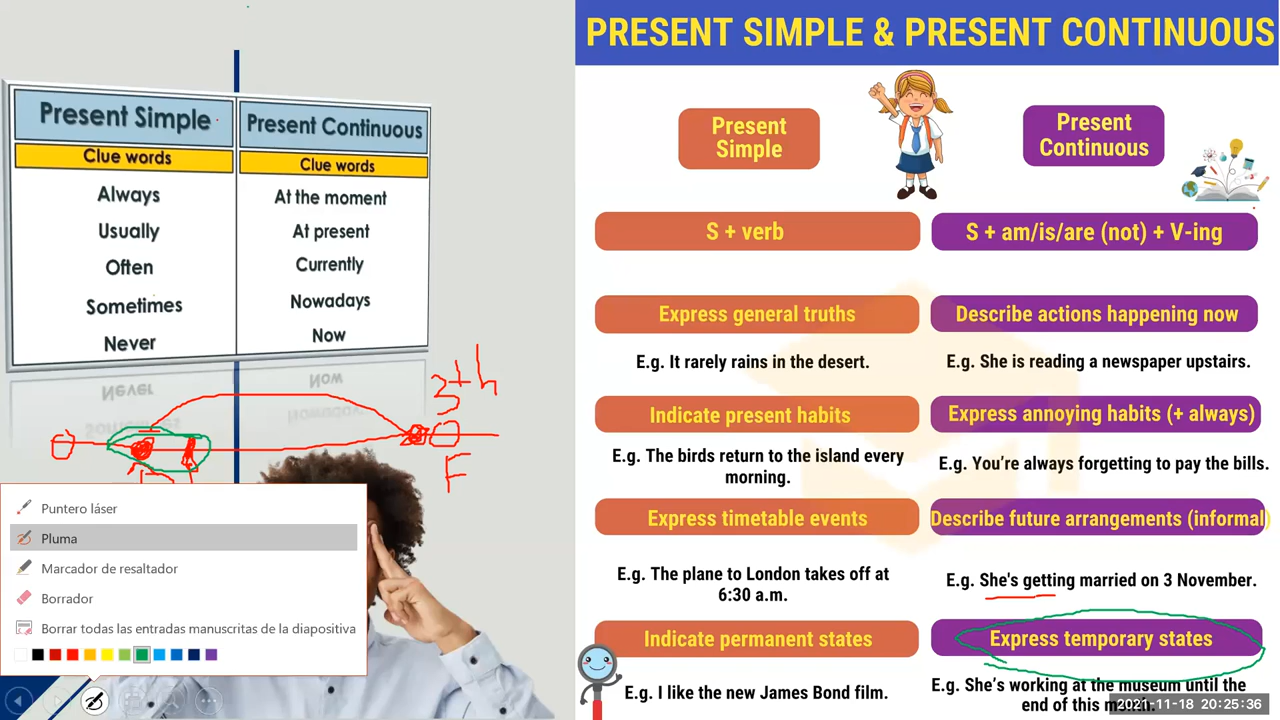 PRESENT SIMPLE & PRESENT CONTINUOUS
Present Simple
Present Continuous
Clue words
Clue words
Always
At the moment
Usually
At present
Often
Currently
Sometimes
Nowadays
Never
Now
Never
Now
Sometimes
Nowadays
3th
F
Puntero láser
Pluma
Marcador de resaltador
Borrador
Borrar todas las entradas manuscritas de la diapositiva
Present
Simple
S + verb
Express general truths
E.g. It rarely rains in the desert.
Indicate present habits
E.g. The birds return to the island every
morning.
Express timetable events
E.g. The plane to London takes off at
6:30 a.m.
Indicate permanent states
E.g. I like the new James Bond film.
Present
Continuous
S + am/is/are (not) + V-ing
Describe actions happening now
E.g. She is reading a newspaper upstairs.
Express annoying habits (+ always)
E.g. You’re always forgetting to pay the bills.
Describe future arrangements (informal)
E.g. She's getting married on 3 November.
Express temporary states
E.g. She’s working at the museum until the
end of this month.
2021-11-18 20:25:36